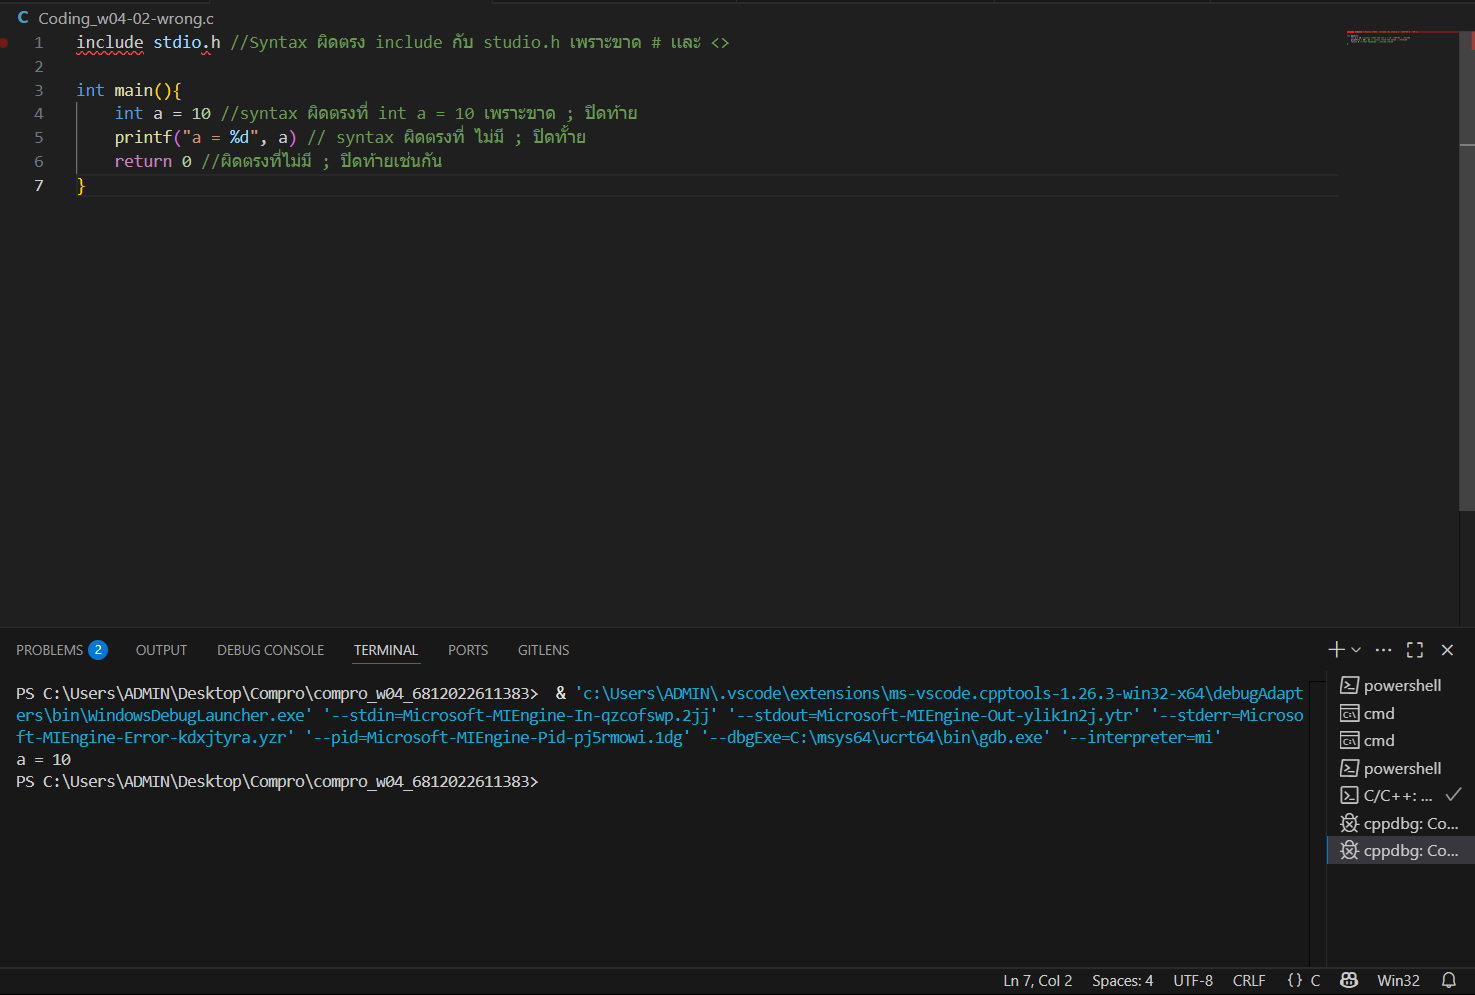 Coding_w04-02-wrong.c
1 include stdio.h //Syntax ผิดตรง include กับ studio.h เพราะขาด # เเละ <>
2
3 int main(){
4 int a = 10 //syntax ผิดตรงที่ int a = 10 เพราะขาด ; ปิดท้าย
5 printf("a = %d", a) // syntax ผิดตรงที่ ไม่มี ; ปิดทั้าย
6 return 0 //ผิดตรงที่ไม่มี ; ปิดท้ายเช่นกัน
7 }
PROBLEMS 2 OUTPUT DEBUG CONSOLE TERMINAL PORTS GITLENS
PS C:\Users\ADMIN\Desktop\Compro\compro_w04_6812022611383> & 'c:\Users\ADMIN\.vscode\extensions\ms-vscode.cpptools-1.26.3-win32-x64\debugAdapt
ers\bin\WindowsDebugLauncher.exe' '--stdin=Microsoft-MIEngine-In-qzcofswp.2jj' '--stdout=Microsoft-MIEngine-Out-ylik1n2j.ytr' '--stderr=Microso
ft-MIEngine-Error-kdxjtyra.yzr' '--pid=Microsoft-MIEngine-Pid-pj5rmowi.1dg' '--dbgExe=C:\msys64\ucrt64\bin\gdb.exe' '--interpreter=mi'
a = 10
PS C:\Users\ADMIN\Desktop\Compro\compro_w04_6812022611383>
powershell
cmd
cmd
powershell
C/C++: ...
cppdbg: Co...
cppdbg: Co...
Ln 7, Col 2 Spaces: 4 UTF-8 CRLF {} C Win32